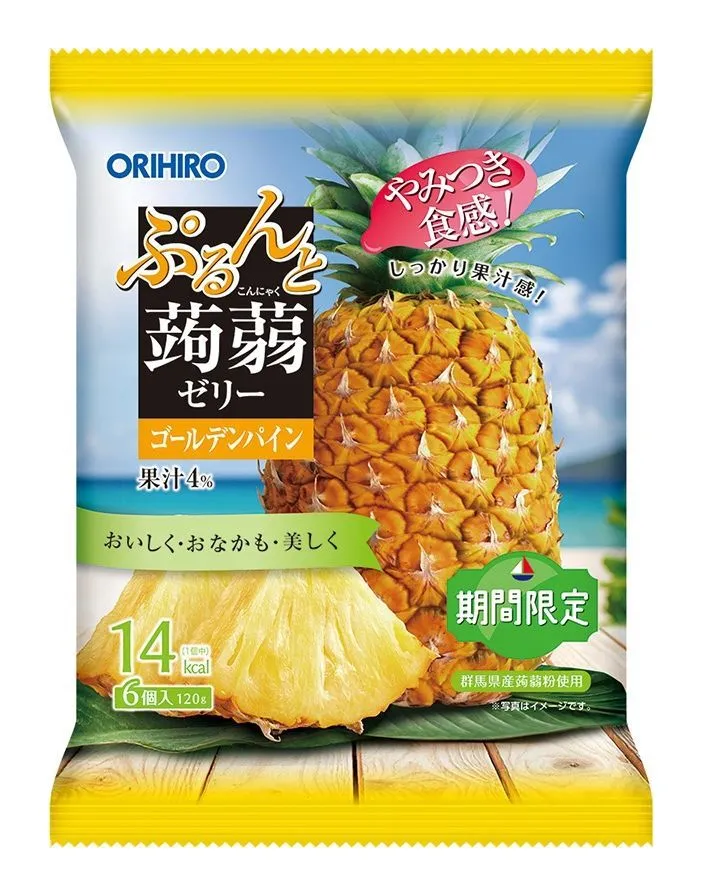 ORIHIRO
ぷるんと
こんにゃく
蒟蒻
ゼリー
ゴールデンパイン
果汁4%
やみつき
食感!
しっかり果汁感!
おいしく・おなかも・美しく
14
(1個中)
kcal
6個入 120g
期間限定
群馬県産蒟蒻粉使用
※写真はイメージです。